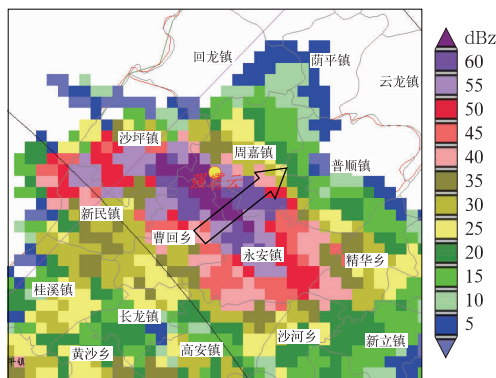 dBz
60
55
50
45
40
35
30
25
20
15
10
5
回龙镇
荫平镇
云龙镇
沙坪镇
周嘉镇
普顺镇
新民镇
曹回乡
永安镇
精华乡
桂溪镇
长龙镇
黄沙乡
高安镇
沙河乡
新立镇